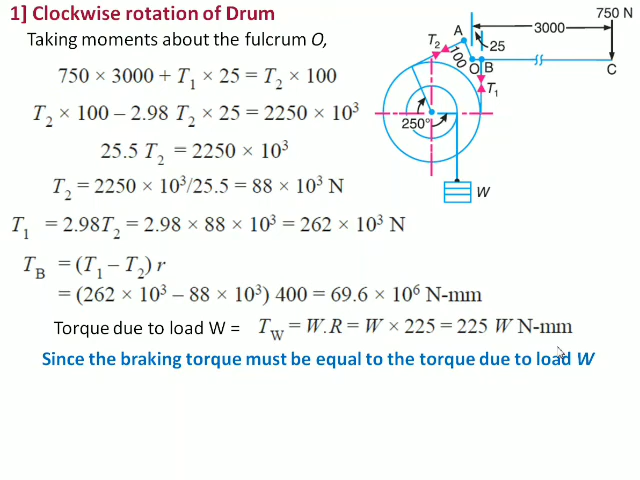 1] Clockwise rotation of Drum
Taking moments about the fulcrum O,
750 × 3000 + T₁ × 25 = T₂ × 100
T₂ × 100 – 2.98 T₂ × 25 = 2250 × 10³
25.5 T₂ = 2250 × 10³
T₂ = 2250 × 10³/25.5 = 88 × 10³ N
T₁ = 2.98T₂ = 2.98 × 88 × 10³ = 262 × 10³ N
T_B = (T₁ – T₂) r
= (262 × 10³ – 88 × 10³) 400 = 69.6 × 10⁶ N-mm
Torque due to load W = T_W = W.R = W × 225 = 225 W N-mm
Since the braking torque must be equal to the torque due to load W
750 N
3000
A
25
T₂
100
O B
C
T₁
250°
W